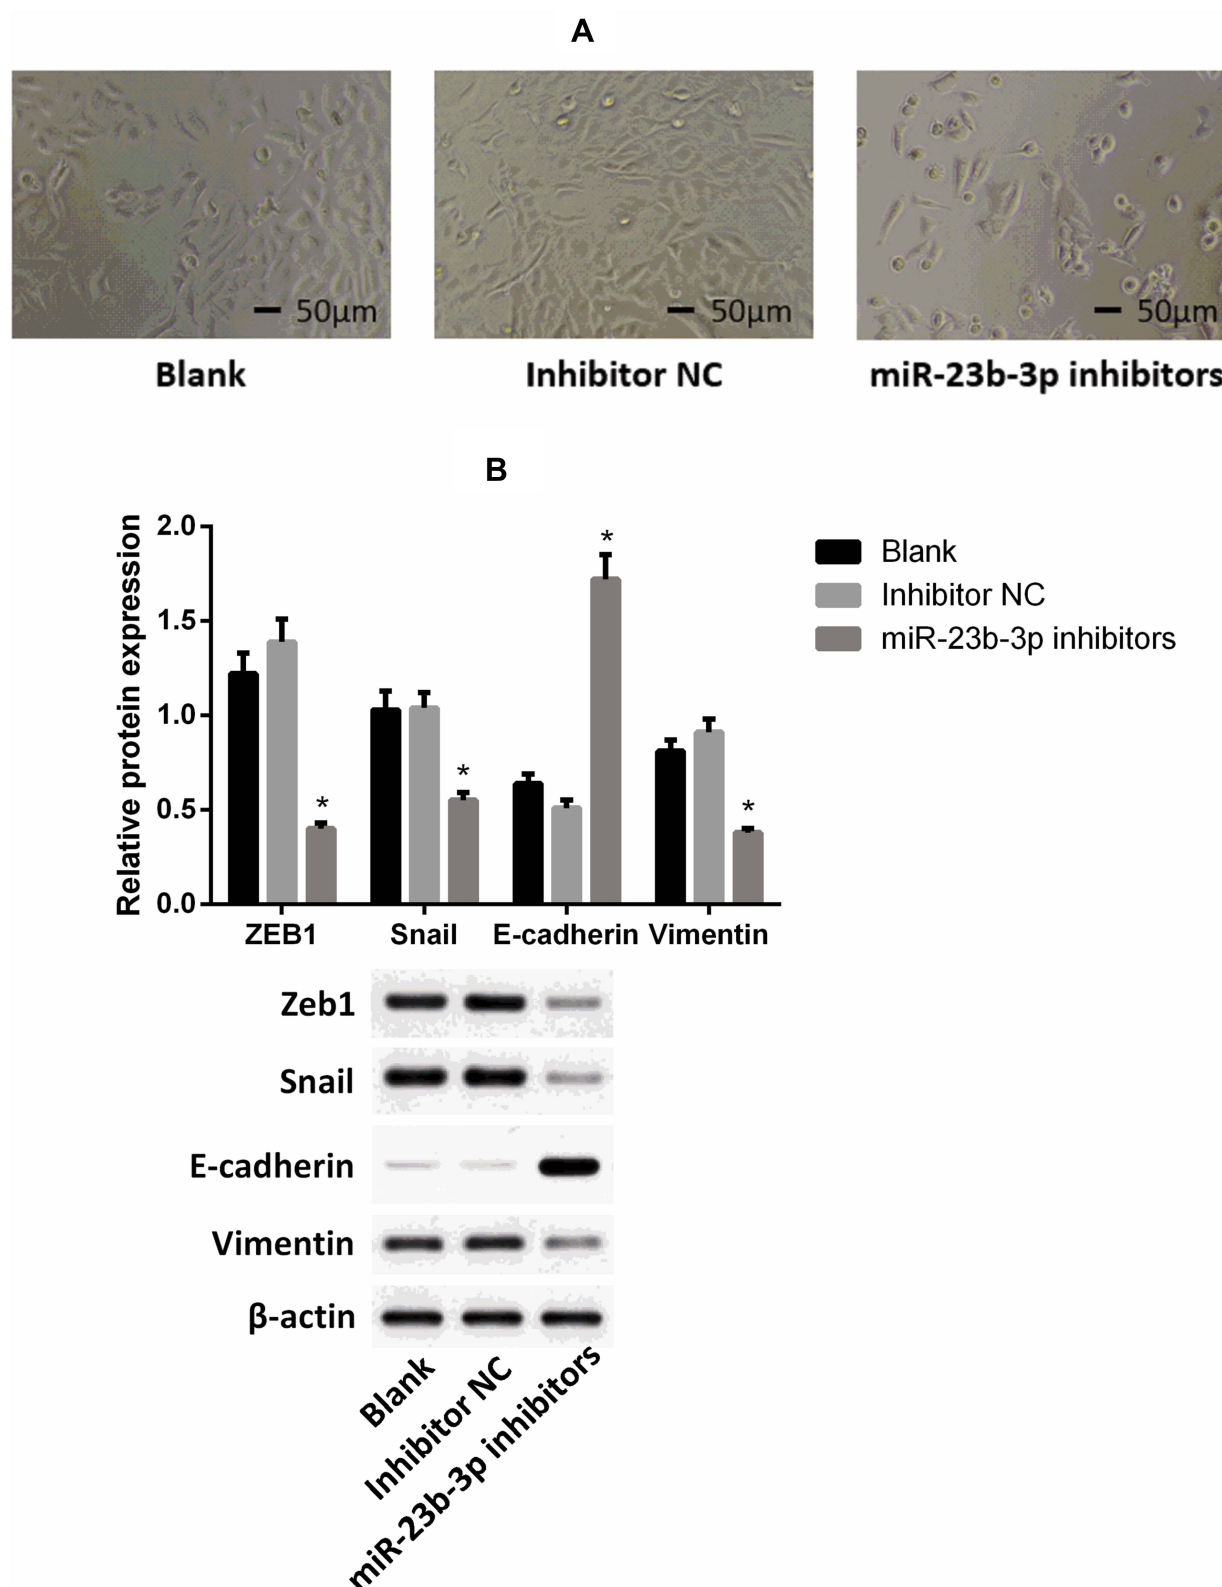 A
50μm
50μm
50μm
Blank
Inhibitor NC
miR-23b-3p inhibitors
B
Relative protein expression
2.0
1.5
1.0
0.5
0.0
*
*
*
*
ZEB1
Snail
E-cadherin
Vimentin
Blank
Inhibitor NC
miR-23b-3p inhibitors
Zeb1
Snail
E-cadherin
Vimentin
β-actin
Blank
Inhibitor NC
miR-23b-3p inhibitors